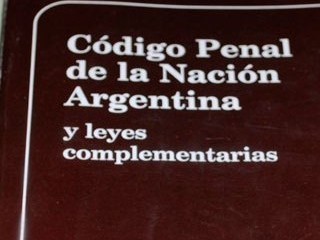 Código Penal
de la Nación
Argentina
y leyes
complementarias